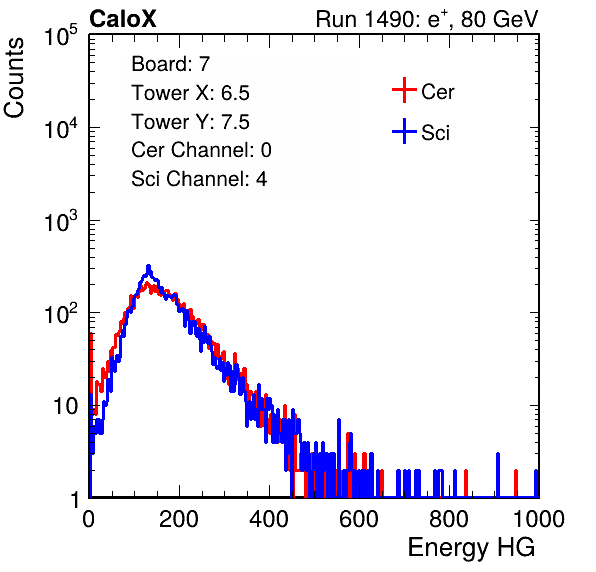 CaloX Run 1490: e⁺, 80 GeV
Counts
Board: 7
Tower X: 6.5
Tower Y: 7.5
Cer Channel: 0
Sci Channel: 4
Cer
Sci
10⁵
10⁴
10³
10²
10
1
0 200 400 600 800 1000
Energy HG